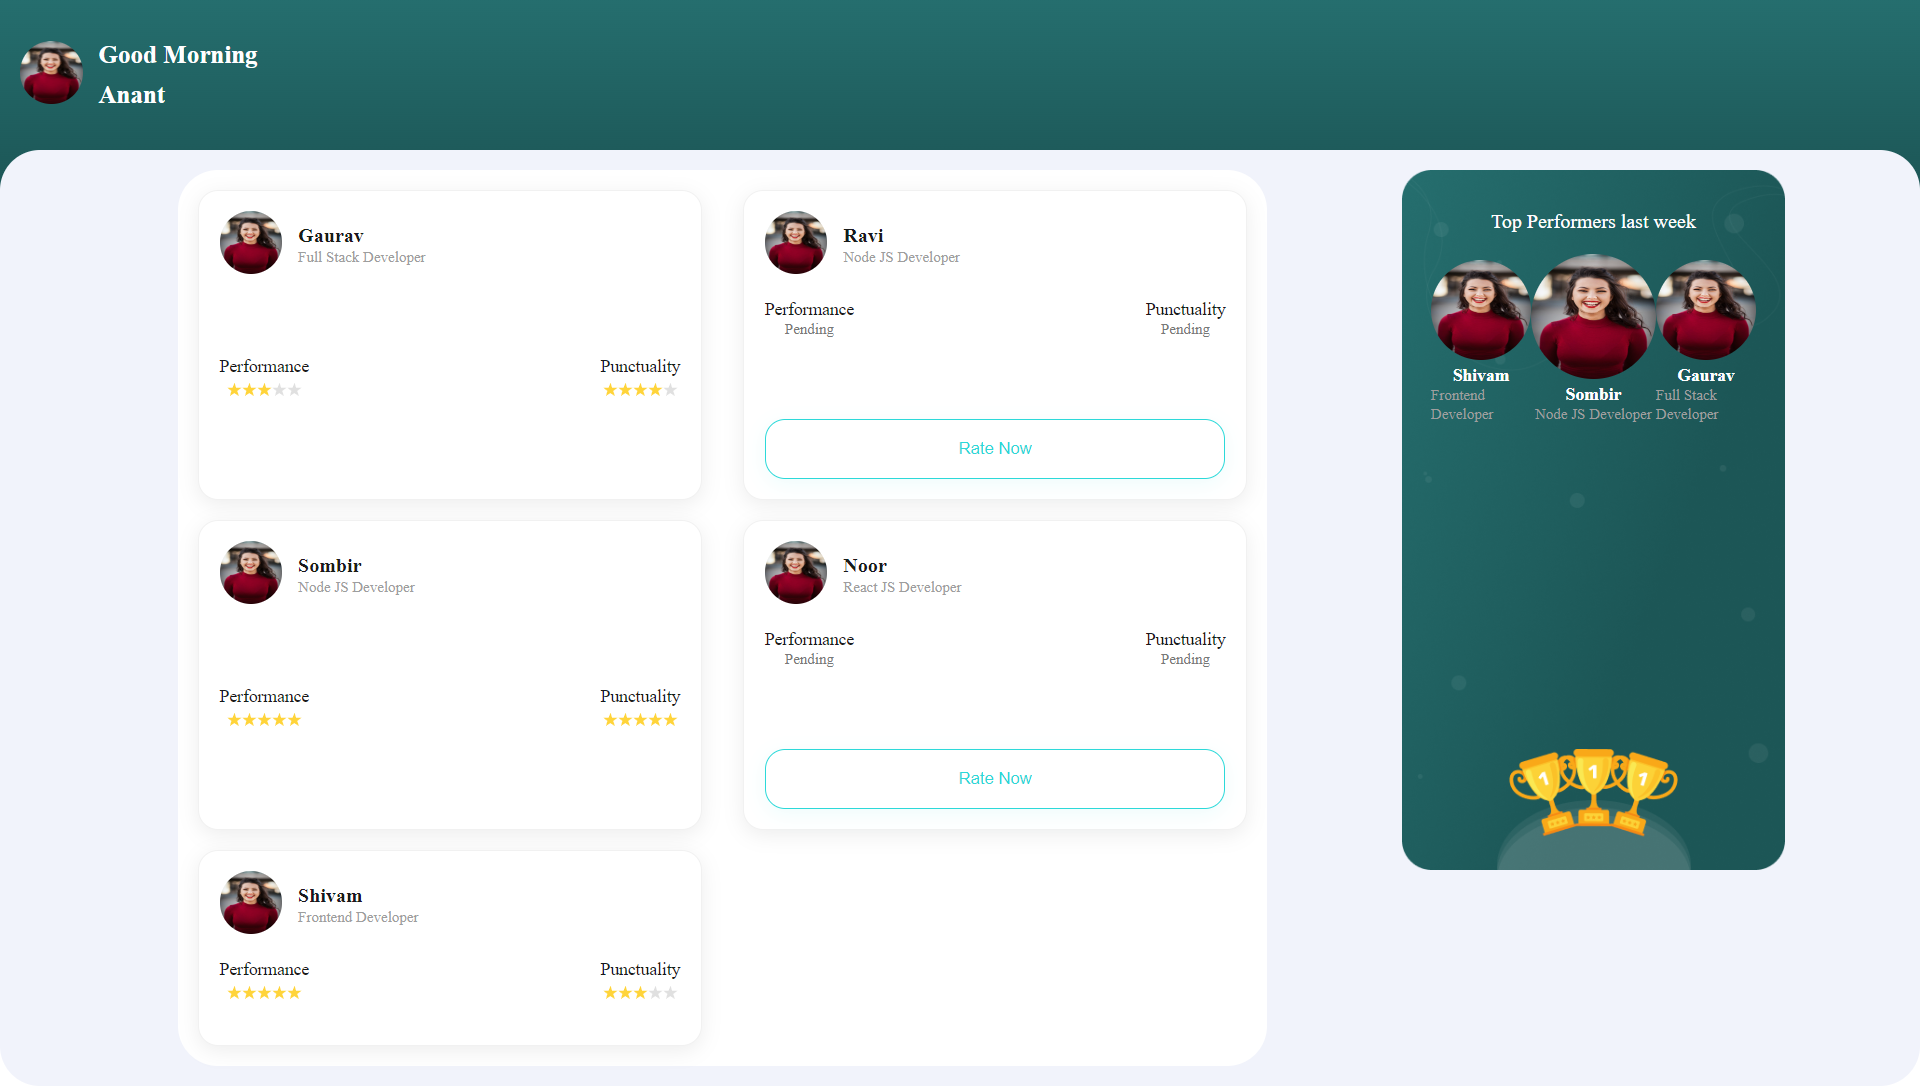 Good Morning
Anant
Gaurav
Full Stack Developer
Performance
Punctuality
Ravi
Node JS Developer
Performance
Pending
Punctuality
Pending
Rate Now
Sombir
Node JS Developer
Performance
Punctuality
Noor
React JS Developer
Performance
Pending
Punctuality
Pending
Rate Now
Shivam
Frontend Developer
Performance
Punctuality
Top Performers last week
Shivam
Frontend
Developer
Sombir
Node JS Developer
Gaurav
Full Stack
Developer
1
1
1